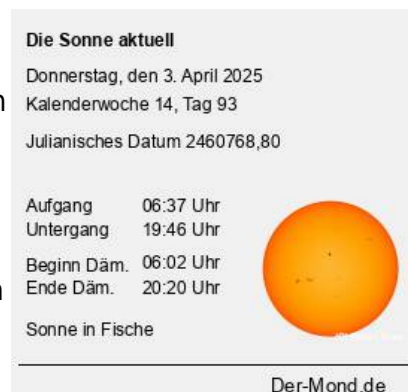 Die Sonne aktuell
Donnerstag, den 3. April 2025
Kalenderwoche 14, Tag 93
Julianisches Datum 2460768,80
Aufgang 06:37 Uhr
Untergang 19:46 Uhr
Beginn Däm. 06:02 Uhr
Ende Däm. 20:20 Uhr
Sonne in Fische
Der-Mond.de